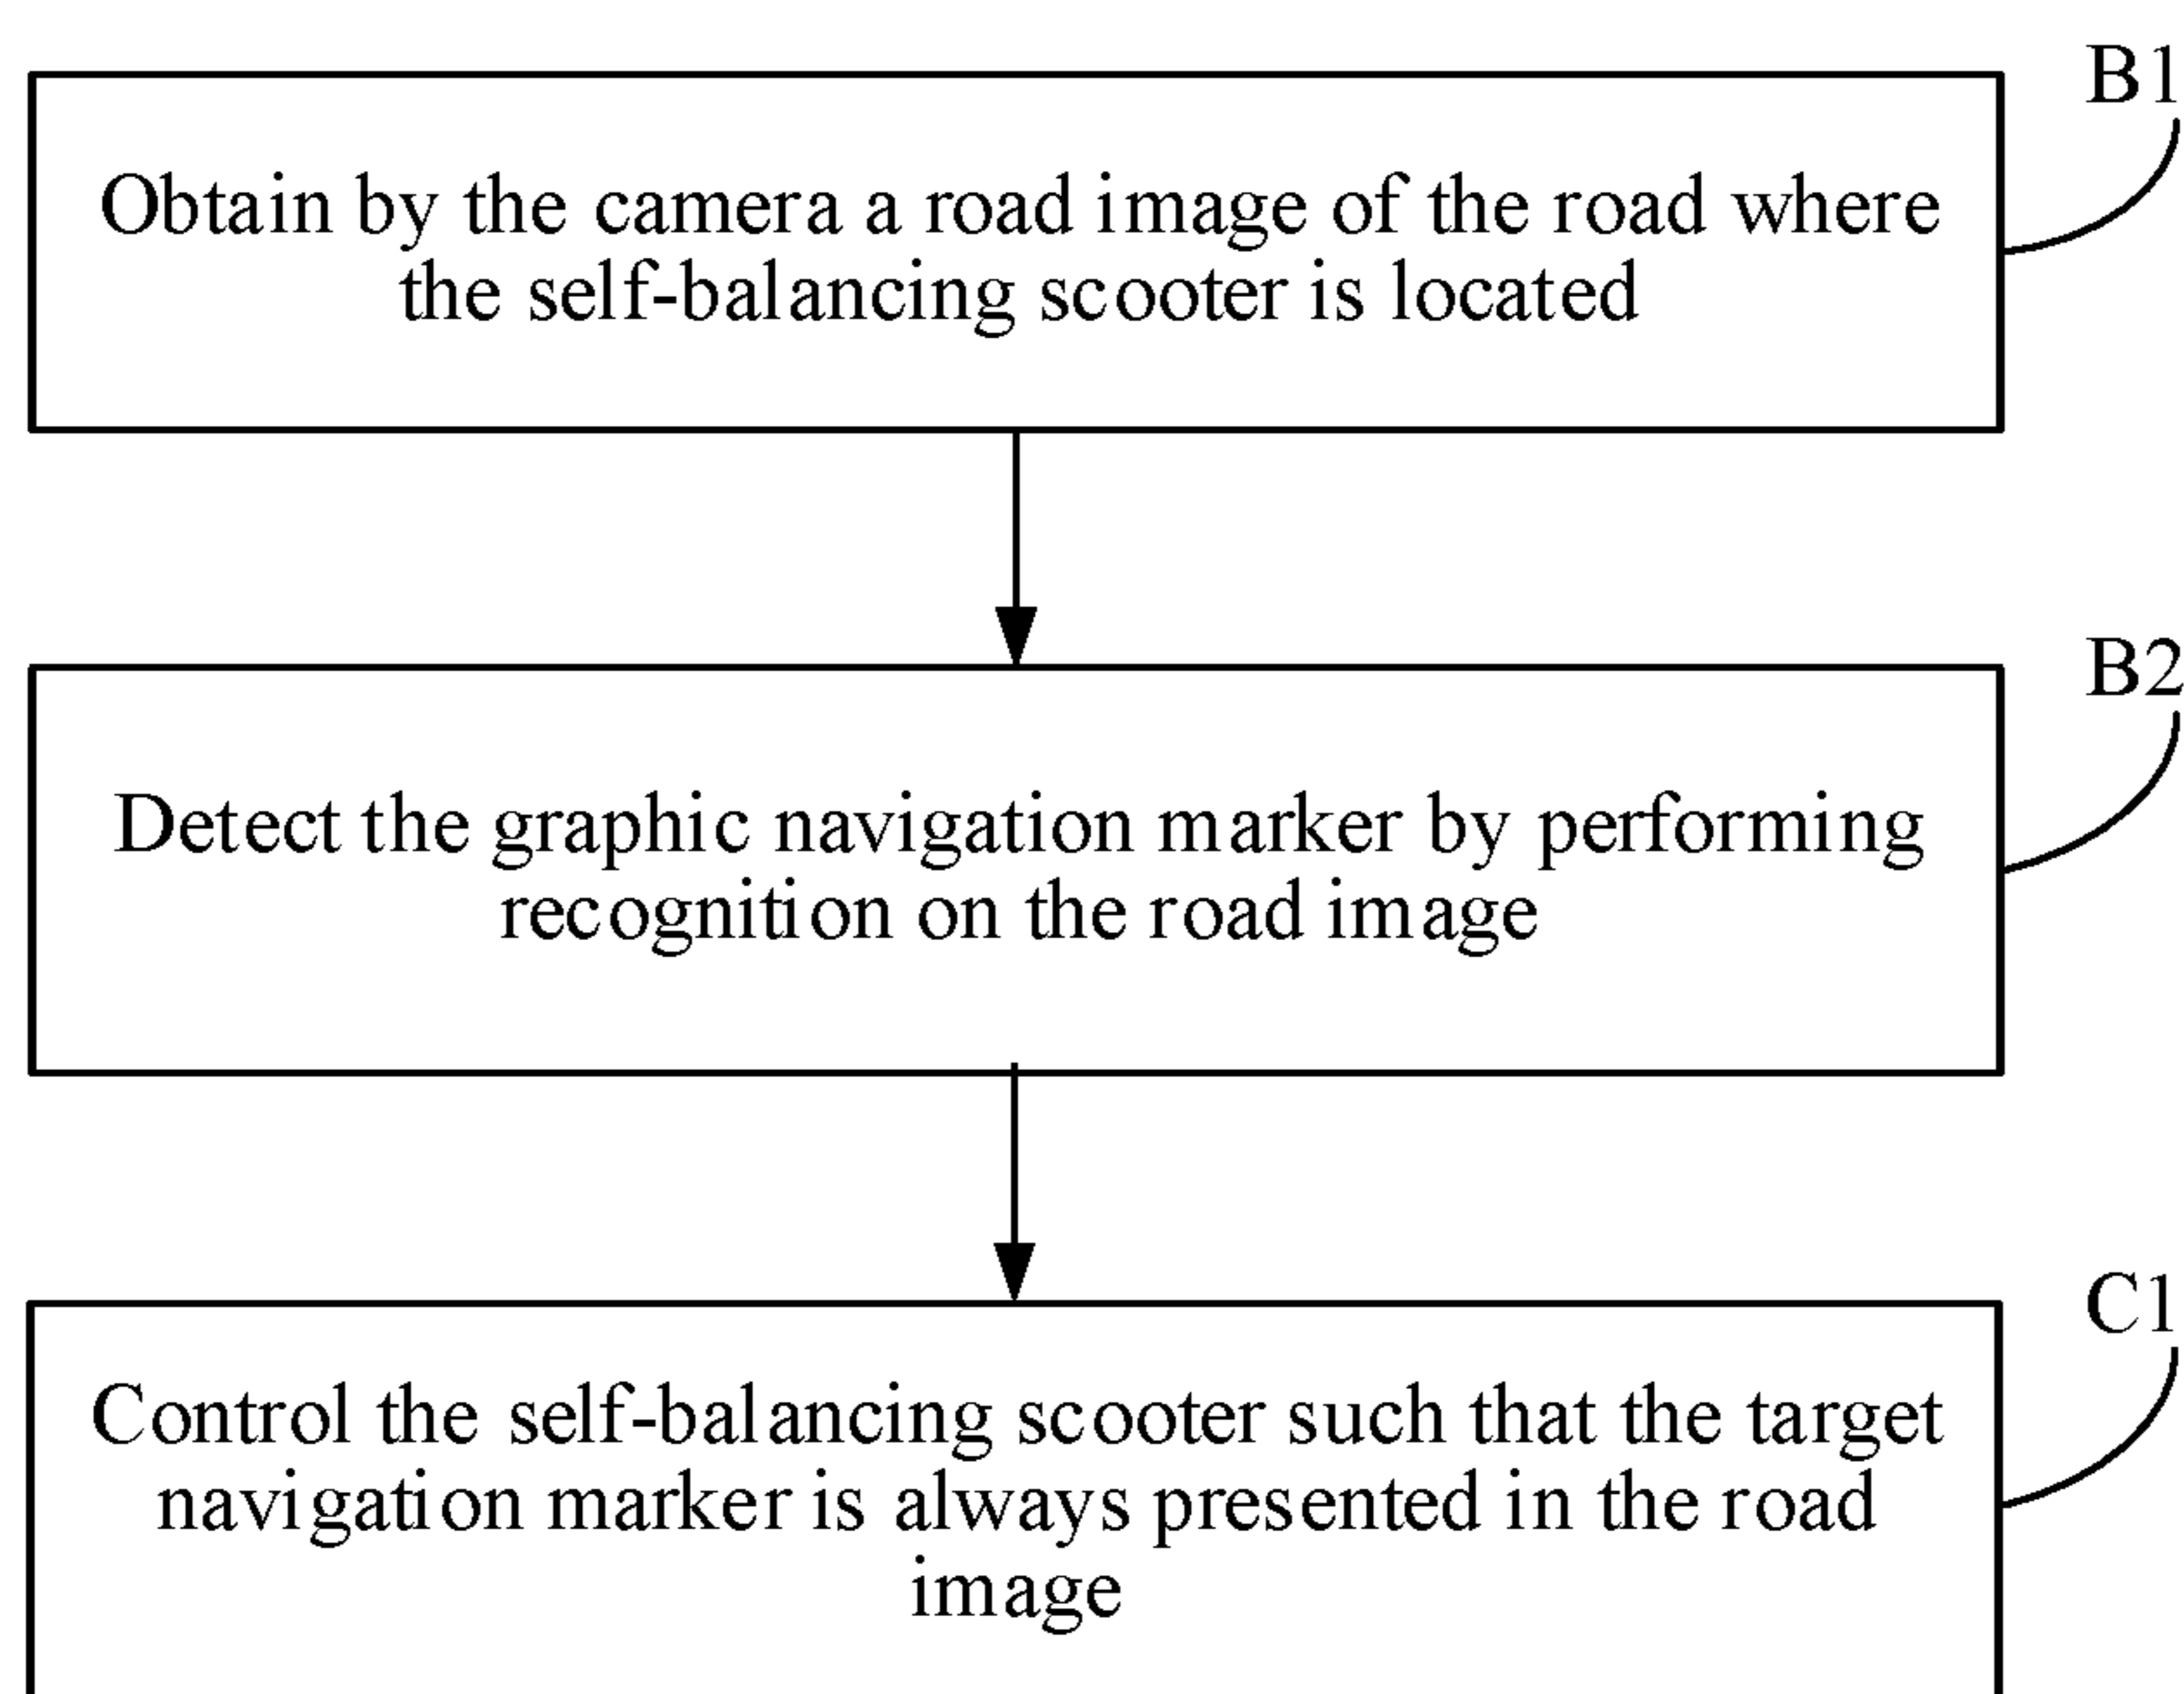 B1
Obtain by the camera a road image of the road where
the self-balancing scooter is located
B2
Detect the graphic navigation marker by performing
recognition on the road image
C1
Control the self-balancing scooter such that the target
navigation marker is always presented in the road
image